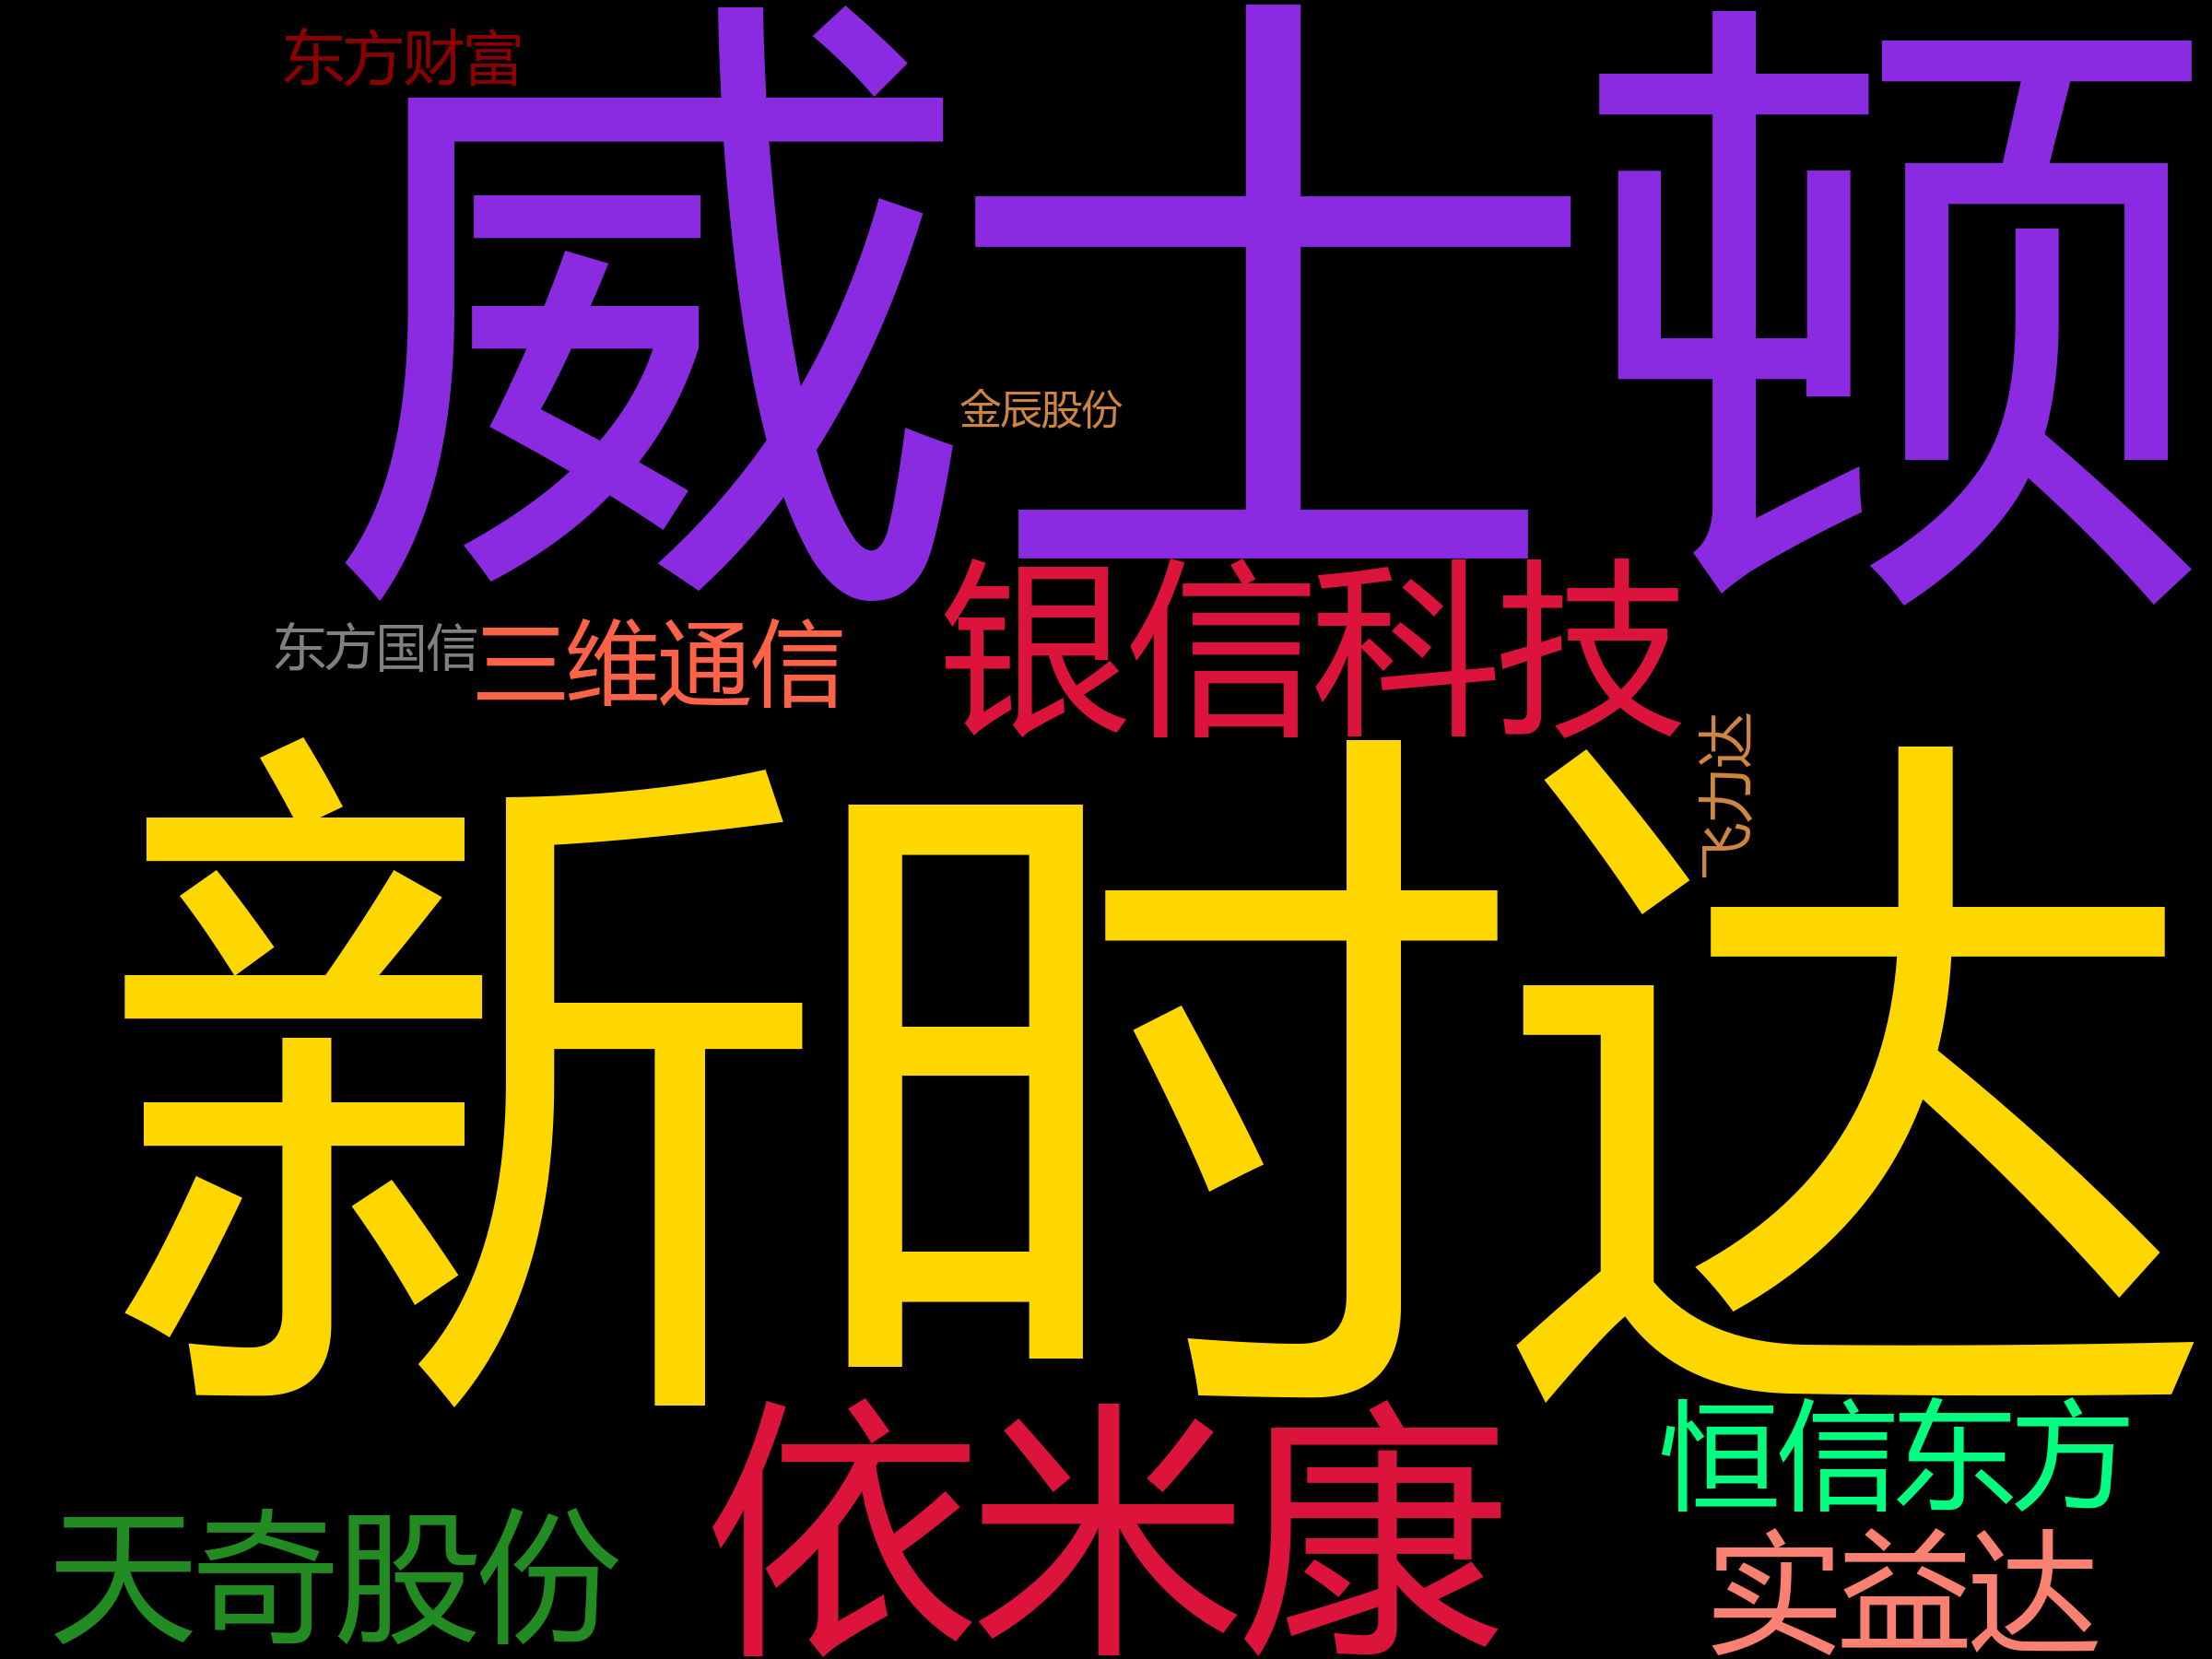 东方财富
威士顿
金辰股份
银信科技
东方国信
三维通信
飞力达
新时达
依米康
恒信东方
天奇股份
实益达